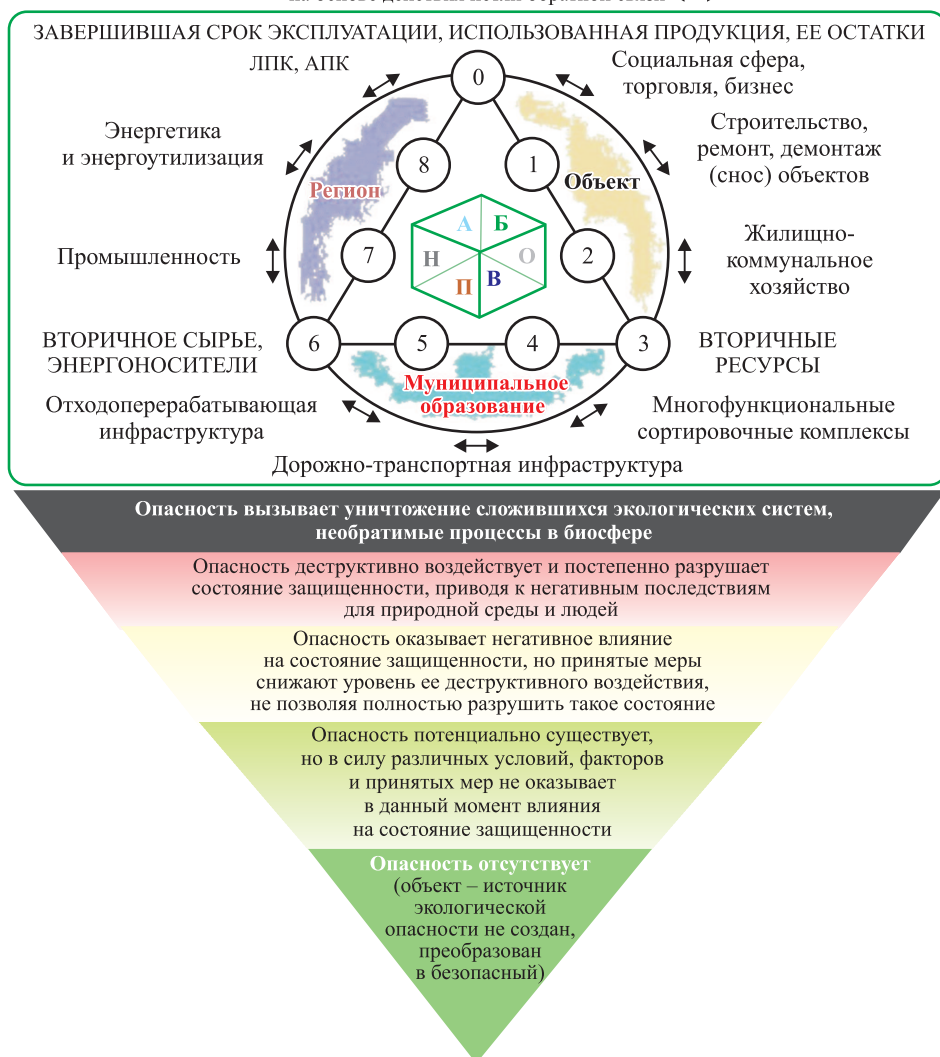 ЗАВЕРШИВШАЯ СРОК ЭКСПЛУАТАЦИИ, ИСПОЛЬЗОВАННАЯ ПРОДУКЦИЯ, ЕЕ ОСТАТКИ
ЛПК, АПК
0
Социальная сфера,
торговля, бизнес
Энергетика
и энергоутилизация
Строительство,
ремонт, демонтаж
(снос) объектов
8
1
Регион
Объект
А
Б
Н
О
П
В
7
2
Промышленность
Жилищно-
коммунальное
хозяйство
ВТОРИЧНОЕ СЫРЬЕ,
ЭНЕРГОНОСИТЕЛИ
6
5
4
3
ВТОРИЧНЫЕ
РЕСУРСЫ
Муниципальное
образование
Отходоперерабатывающая
инфраструктура
Многофункциональные
сортировочные комплексы
Дорожно-транспортная инфраструктура
Опасность вызывает уничтожение сложившихся экологических систем,
необратимые процессы в биосфере
Опасность деструктивно воздействует и постепенно разрушает
состояние защищенности, приводя к негативным последствиям
для природной среды и людей
Опасность оказывает негативное влияние
на состояние защищенности, но принятые меры
снижают уровень ее деструктивного воздействия,
не позволяя полностью разрушить такое состояние
Опасность потенциально существует,
но в силу различных условий, факторов
и принятых мер не оказывает
в данный момент влияния
на состояние защищенности
Опасность отсутствует
(объект – источник
экологической
опасности не создан,
преобразован
в безопасный)